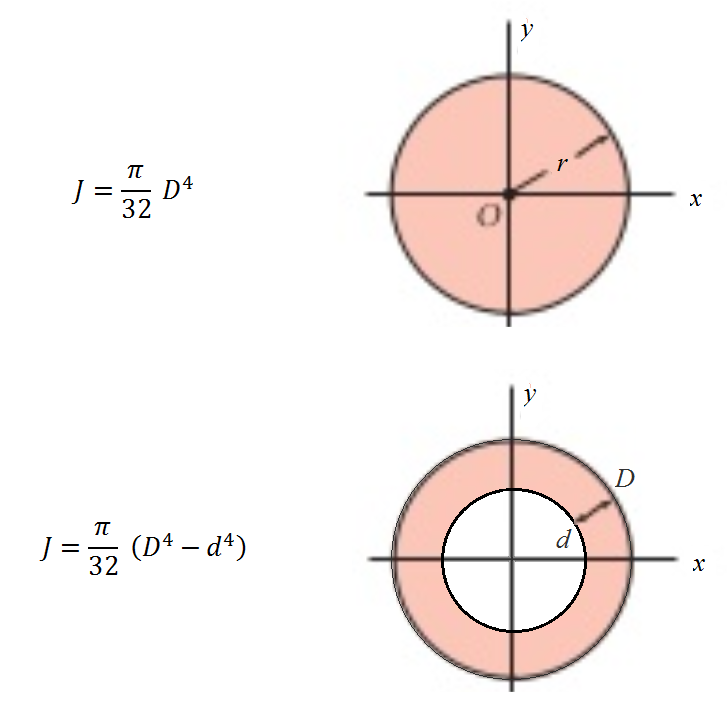 y
J = π/32 D⁴
r
x
O
y
D
J = π/32 (D⁴ − d⁴)
d
x